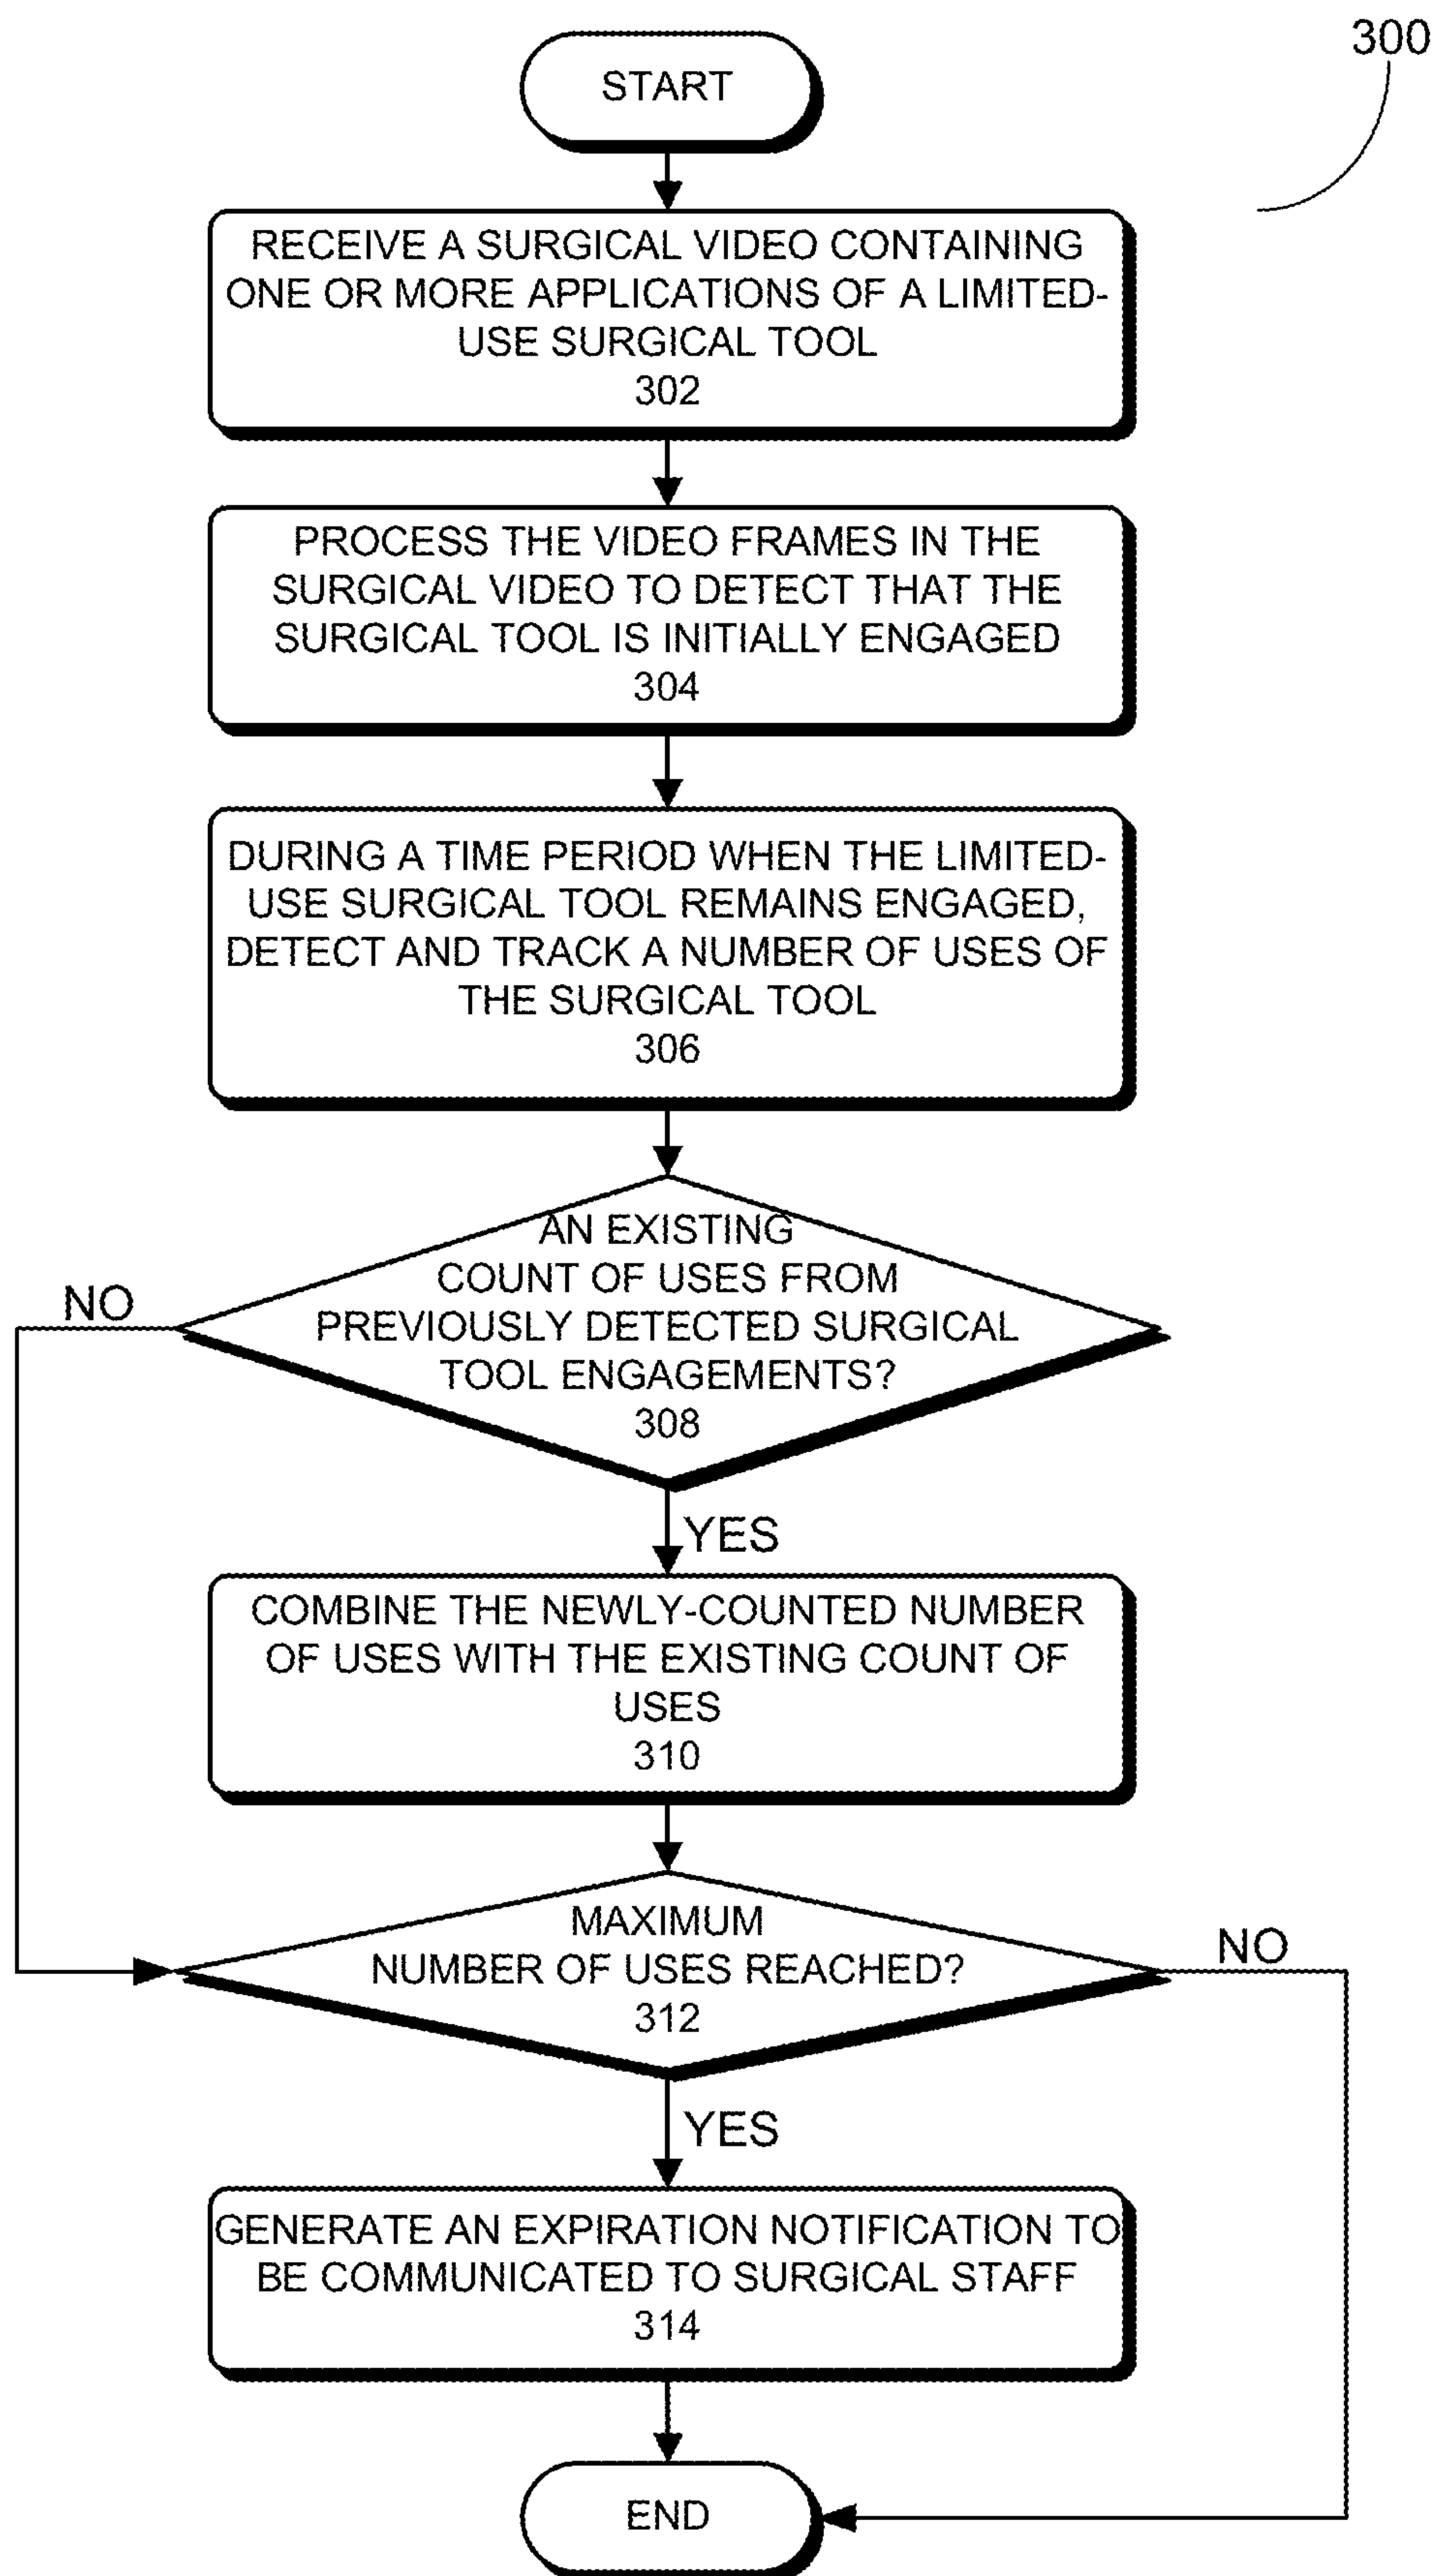 300
START
RECEIVE A SURGICAL VIDEO CONTAINING
ONE OR MORE APPLICATIONS OF A LIMITED-
USE SURGICAL TOOL
302
PROCESS THE VIDEO FRAMES IN THE
SURGICAL VIDEO TO DETECT THAT THE
SURGICAL TOOL IS INITIALLY ENGAGED
304
DURING A TIME PERIOD WHEN THE LIMITED-
USE SURGICAL TOOL REMAINS ENGAGED,
DETECT AND TRACK A NUMBER OF USES OF
THE SURGICAL TOOL
306
AN EXISTING
COUNT OF USES FROM
PREVIOUSLY DETECTED SURGICAL
TOOL ENGAGEMENTS?
308
NO
YES
COMBINE THE NEWLY-COUNTED NUMBER
OF USES WITH THE EXISTING COUNT OF
USES
310
MAXIMUM
NUMBER OF USES REACHED?
312
NO
YES
GENERATE AN EXPIRATION NOTIFICATION TO
BE COMMUNICATED TO SURGICAL STAFF
314
END